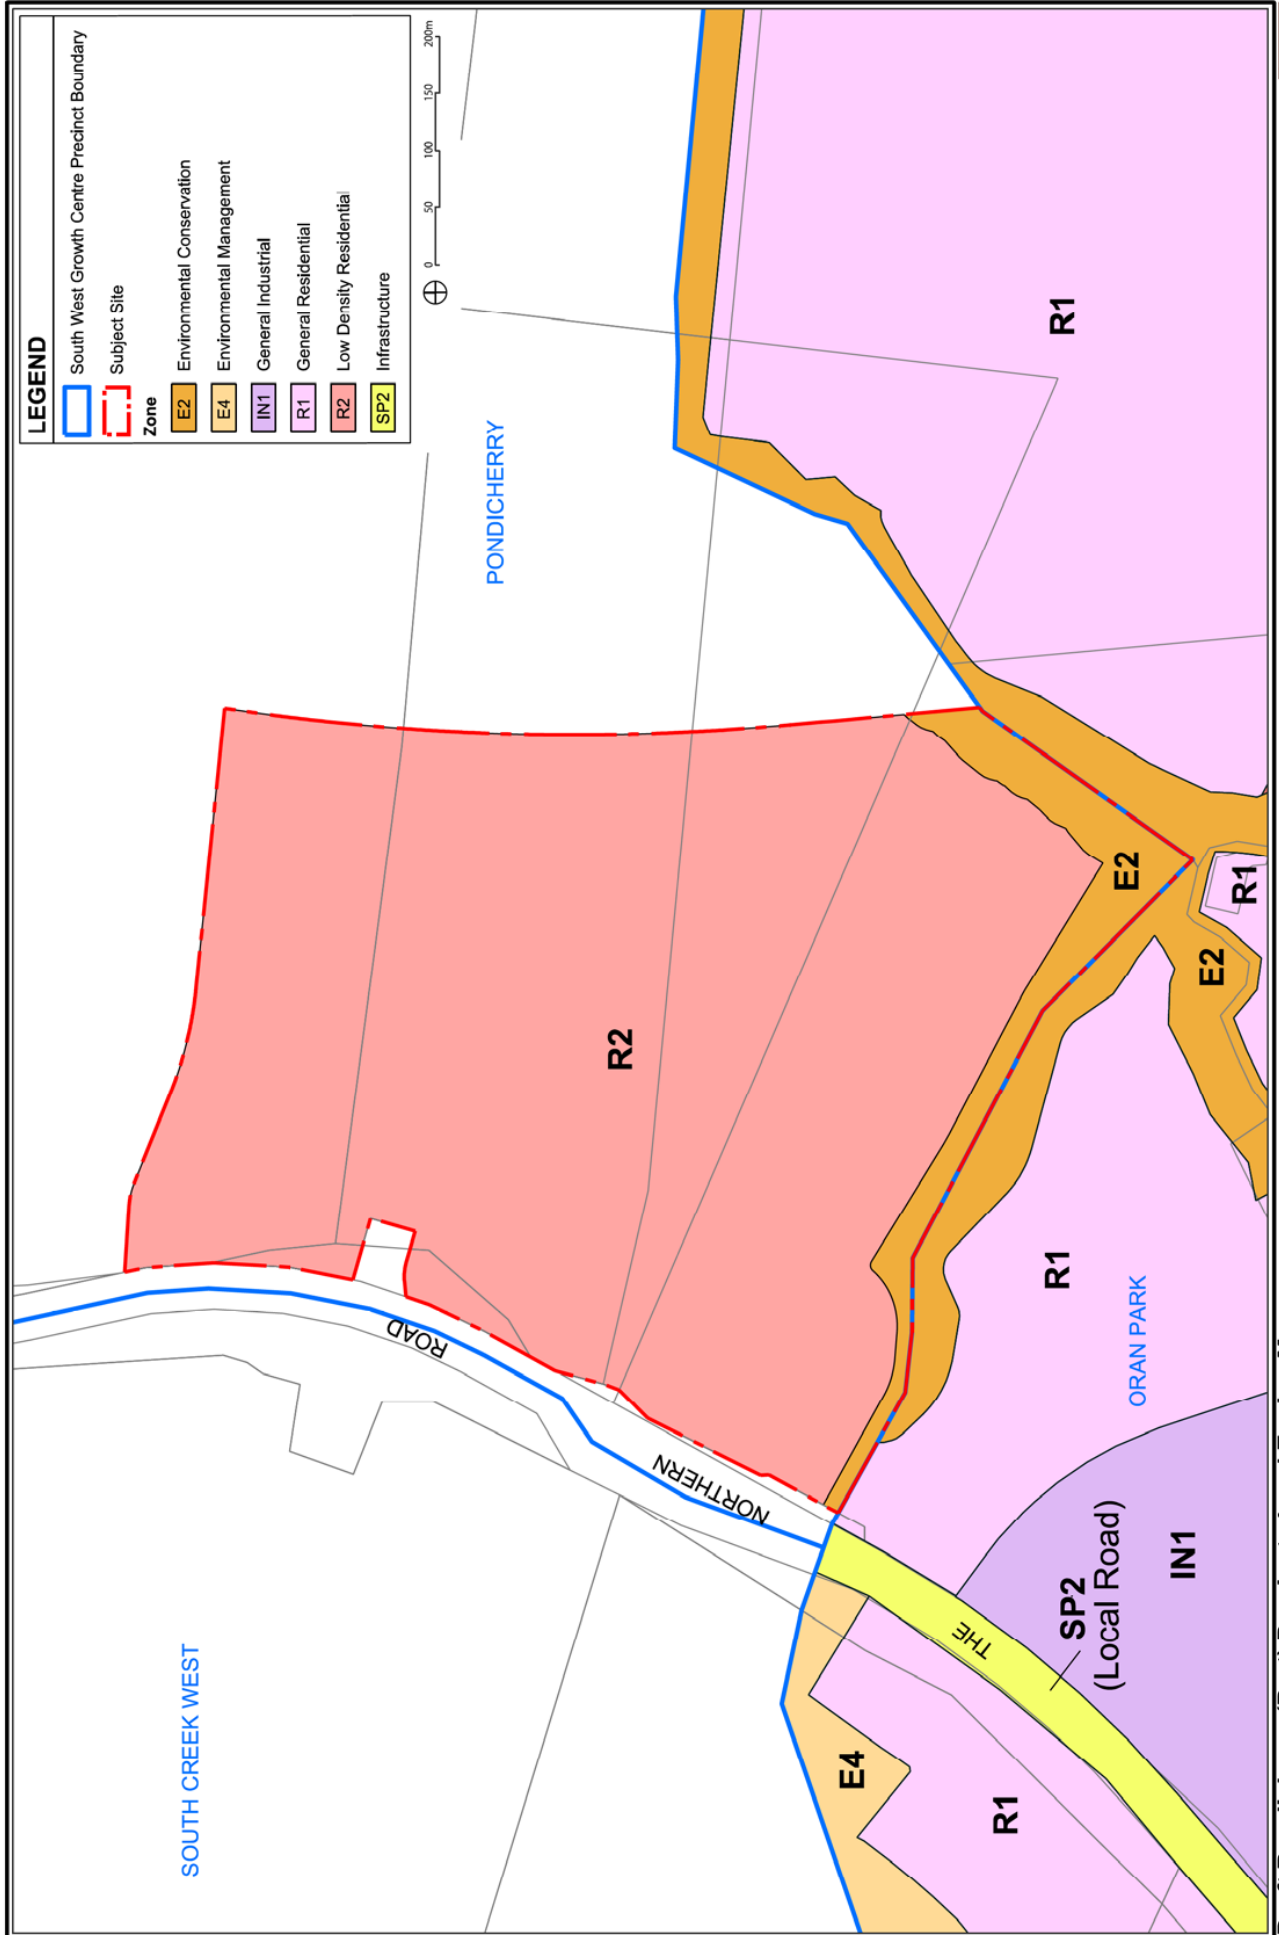 LEGEND
South West Growth Centre Precinct Boundary
Subject Site
Zone
E2 Environmental Conservation
E4 Environmental Management
IN1 General Industrial
R1 General Residential
R2 Low Density Residential
SP2 Infrastructure
0 50 100 150 200m
SOUTH CREEK WEST
PONDICHERRY
R2
THE
NORTHERN
ROAD
E4
R1
SP2
(Local Road)
IN1
R1
ORAN PARK
E2
E2
R1
R1